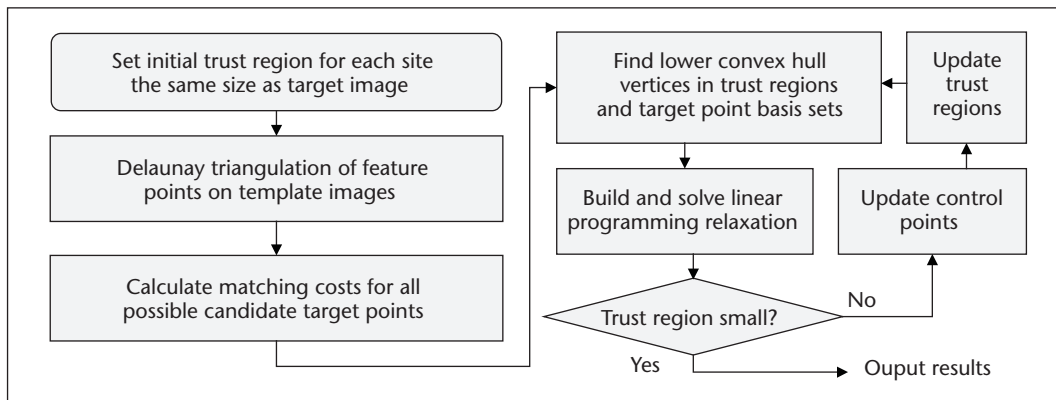 Set initial trust region for each site
the same size as target image
Delaunay triangulation of feature
points on template images
Calculate matching costs for all
possible candidate target points
Find lower convex hull
vertices in trust regions
and target point basis sets
Build and solve linear
programming relaxation
Trust region small?
No
Update control
points
Update
trust
regions
Yes
Ouput results